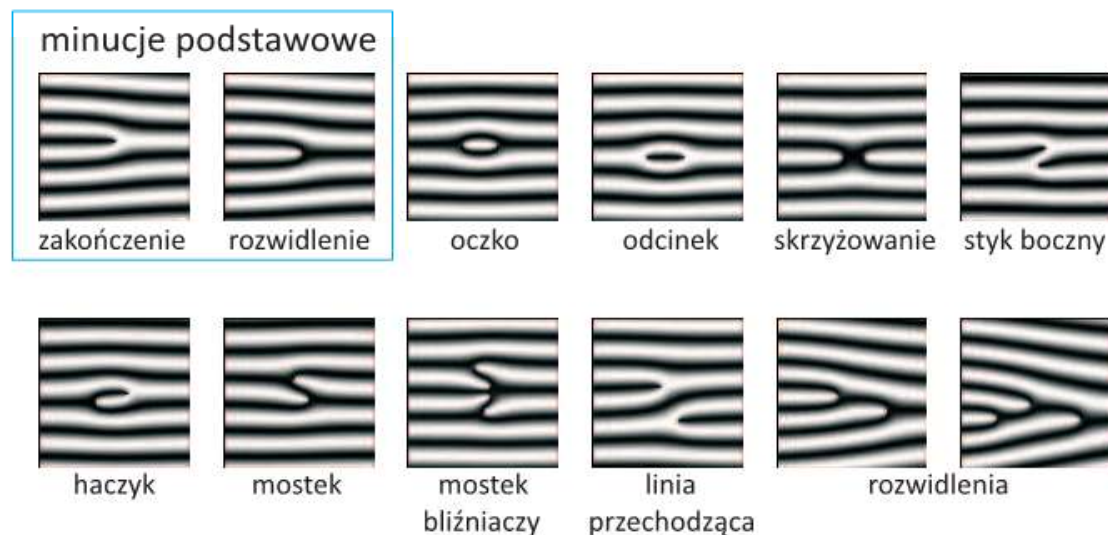 minucje podstawowe
zakończenie rozwidlenie oczko odcinek skrzyżowanie styk boczny
haczyk mostek mostek linia rozwidlenia
bliźniaczy przechodząca